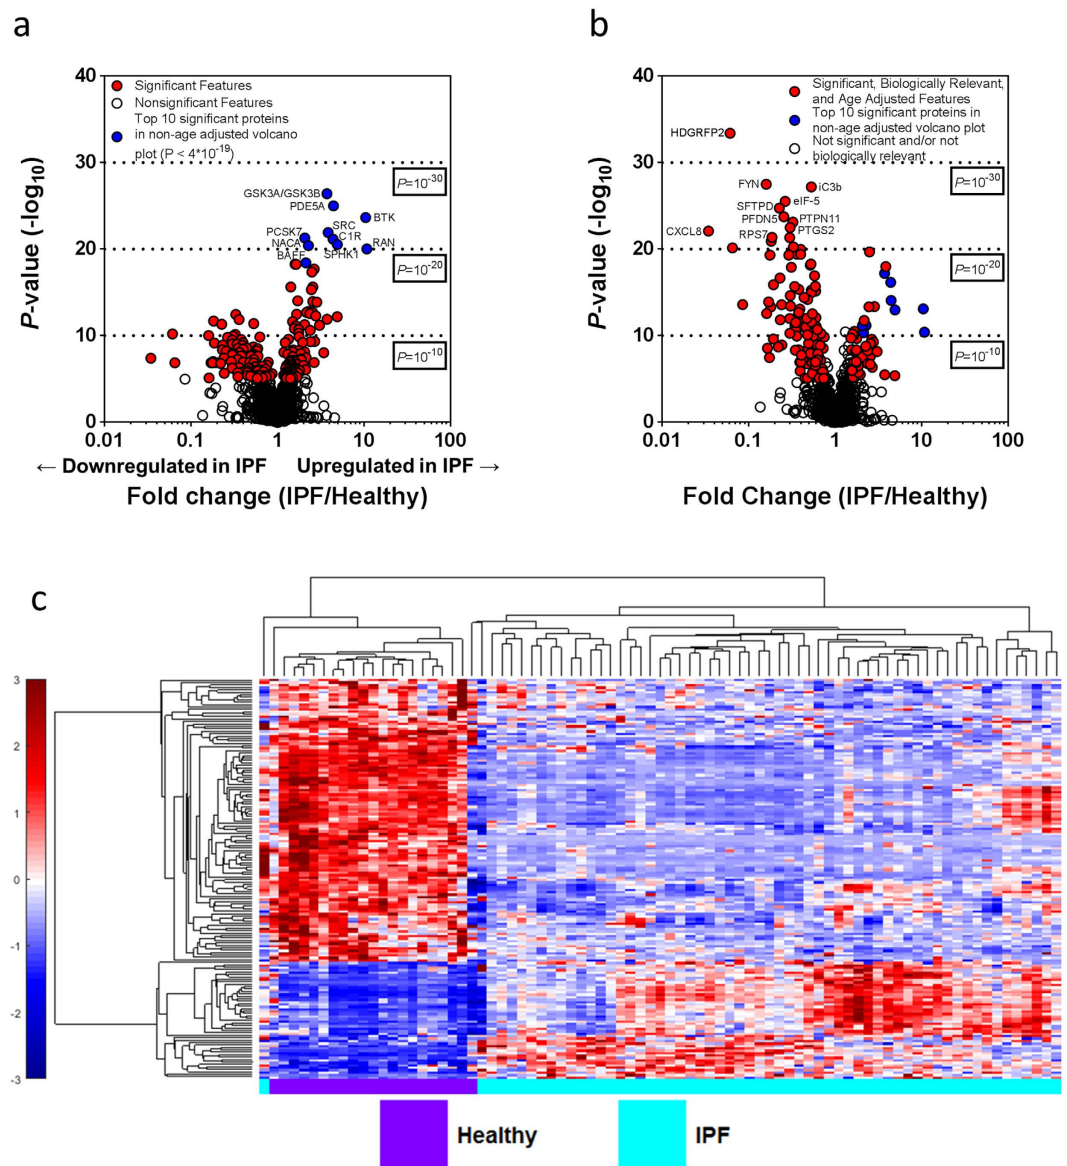 a
Significant Features
Nonsignificant Features
Top 10 significant proteins
in non-age adjusted volcano
plot (P < 4*10-19)
40
30
20
10
0
P-value (-log10)
P=10-30
P=10-20
P=10-10
GSK3A/GSK3B
PDE5A
BTK
SRC
PCSK7
C1R
NACA
RAN
SPHK1
BAFF
0.01
0.1
1
10
100
← Downregulated in IPF
Upregulated in IPF →
Fold change (IPF/Healthy)
b
Significant, Biologically Relevant,
and Age Adjusted Features
Top 10 significant proteins in
non-age adjusted volcano plot
Not significant and/or not
biologically relevant
40
30
20
10
0
P-value (-log10)
P=10-30
P=10-20
P=10-10
HDGRFP2
FYN
iC3b
eIF-5
SFTPD
PFDN5
PTPN11
CXCL8
RPS7
PTGS2
0.01
0.1
1
10
100
Fold Change (IPF/Healthy)
c
3
2
1
0
-1
-2
-3
Healthy
IPF